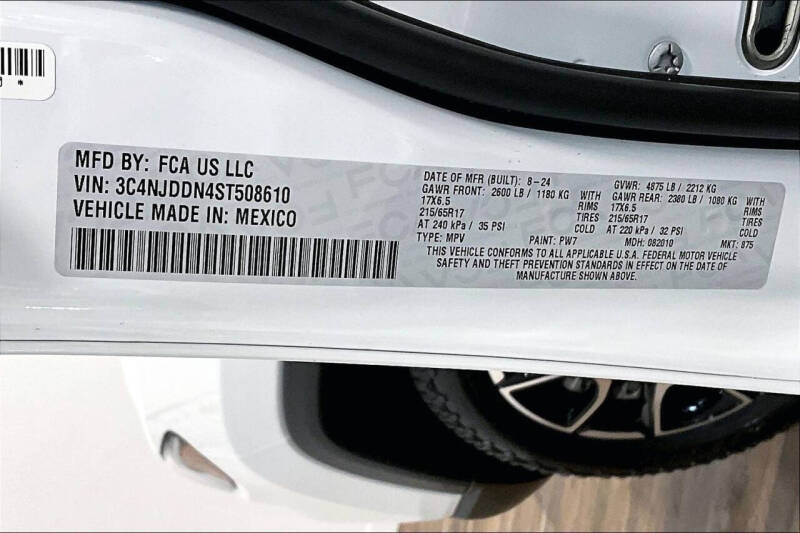 MFD BY: FCA US LLC
VIN: 3C4NJDDN4ST508610
VEHICLE MADE IN: MEXICO
DATE OF MFR (BUILT): 8-24 GVWR: 4875 LB / 2212 KG
GAWR FRONT: 2600 LB / 1180 KG WITH GAWR REAR: 2380 LB / 1080 KG WITH
17X6.5 RIMS 17X6.5 RIMS
215/65R17 TIRES 215/65R17 TIRES
AT 240 kPa / 35 PSI COLD AT 220 kPa / 32 PSI COLD
TYPE: MPV PAINT: PW7 MDH: 082010 MKT: 875
THIS VEHICLE CONFORMS TO ALL APPLICABLE U.S.A. FEDERAL MOTOR VEHICLE
SAFETY AND THEFT PREVENTION STANDARDS IN EFFECT ON THE DATE OF
MANUFACTURE SHOWN ABOVE.